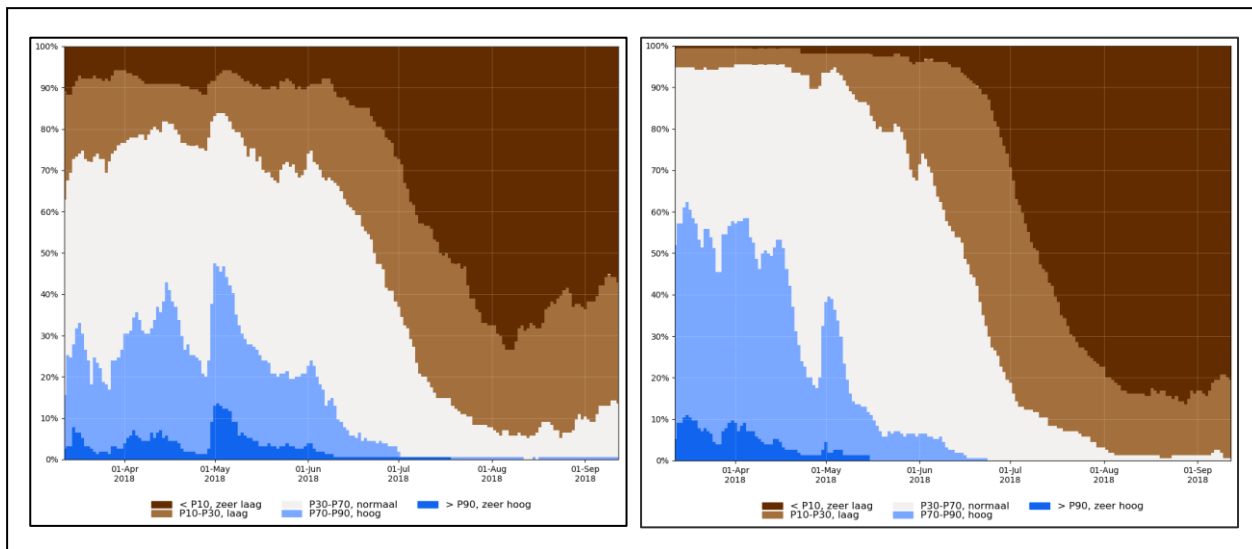 100%
90%
80%
70%
60%
50%
40%
30%
20%
10%
0%
01-Apr 01-May 01-Jun 01-Jul 01-Aug 01-Sep
2018 2018 2018 2018 2018 2018
< P10, zeer laag P30-P70, normaal > P90, zeer hoog
P10-P30, laag P70-P90, hoog
100%
90%
80%
70%
60%
50%
40%
30%
20%
10%
0%
01-Apr 01-May 01-Jun 01-Jul 01-Aug 01-Sep
2018 2018 2018 2018 2018 2018
< P10, zeer laag P30-P70, normaal > P90, zeer hoog
P10-P30, laag P70-P90, hoog